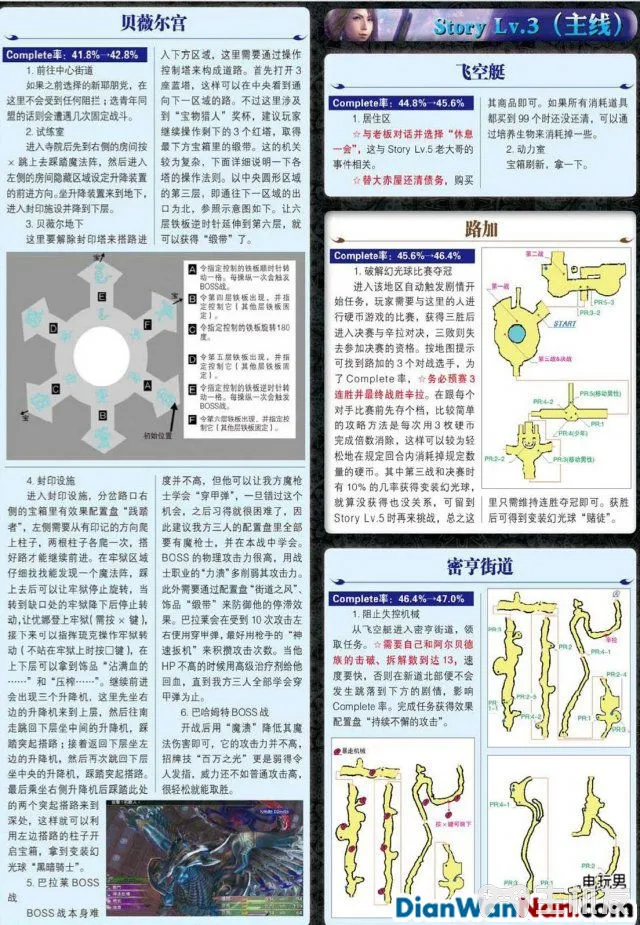 贝薇尔宫
Complete率：41.8%→42.8%
1. 前往中心街道
如果之前选择的新耶朋党，在
这里不会受到任何阻拦；选青年同
盟的话则会遭遇几次固定战斗。
2. 试练室
进入寺院后先到右侧的房间按
×跳上去踩踏魔法阵，然后进入
左侧的房间隐藏区域设定升降装置
的前进方向。坐升降装置来到地下，
进入封印设施并降到下层。
3. 贝薇尔地下
这里要解除封印塔来搭路进
入下方区域，这里需要通过操作
控制塔来构成道路。首先打开3
座蓝塔，这样可以在中央看到通
向下一区域的路。不过这里涉及
到“宝物猎人”奖杯，建议玩家
继续操作剩下的3个红塔，取得
最下方宝箱里的缎带。这的机关
较为复杂，下面详细说明一下各
塔的操作法则。以中央圆形区域
的第三层，即通往下一区域的出
口为北，参照示意图如下。让六
层铁板逆时针延伸到第六层，就
可以获得“缎带”了。
宝
E
D
F
C
A
B
宝
宝
初始位置
A 令指定控制的铁板顺时针转
动一格。每操纵一次会触发
BOSS战。
B 令第四层铁板出现，并指
定控制它（其他层铁板固
定）。
C 令指定控制的铁板旋转180
度。
D 令第五层铁板出现，并指
定控制它（其他层铁板固
定）。
E 令指定控制的铁板逆时针转
动一格。每操纵一次会触发
BOSS战。
F 令第六层铁板出现，并指定控
制它（其他层铁板固定）。
4. 封印设施
进入封印设施，分岔路口右
侧的宝箱里有效果配置盘“践踏
者”，左侧需要从有印记的方向爬
上柱子，两根柱子各爬一次，搭
好路才能继续前进。在牢狱区域
仔细找找能发现一个魔法阵，踩
上去后可以让牢狱停止旋转，当
转到缺口处的牢狱降下后停止转
动，让优娜登上牢狱（需按×键），
接下来可以指挥琉克操作牢狱转
动（不站在牢狱上时按□键），在
上下层可以拿到饰品“沾满血的
……”和“压榨……”。继续前进
会出现三个升降机，这里先坐右
边的升降机来到上层，然后往南
走跳回下层坐中间的升降机，踩
踏突起搭路；接着返回下层坐左
边的升降机，然后再次跳回下层
坐中央的升降机，踩踏突起搭路。
最后乘坐右侧升降机后踩踏此处
的两个突起搭路来到
深处，这样就可以利
用左边搭路的柱子开
启宝箱，拿到变装幻
光球“黑暗骑士”。
5. 巴拉莱BOSS
战
BOSS战本身难
度并不高，但他可以让我方魔枪
士学会“穿甲弹”，一旦错过这个
机会，之后习得就很困难了，因
此建议我方三人的配置盘里全部
要有魔枪士，并在本战中学会。
BOSS的物理攻击力很高，用战
士职业的“力溃”多削弱其攻击力。
此外需要通过配置盘“街道之风”、
饰品“缎带”来防御他的停滞效
果。巴拉莱会在受到10次攻击左
右便用穿甲弹，最好用枪手的“神
速扳机”来积攒攻击次数。当他
HP不高的时候用高级治疗剂给他
回血，直到我方三人全部学会穿
甲弹为止。
6. 巴哈姆特BOSS战
开战后用“魔溃”降低其魔
法伤害即可，它的攻击力并不高，
招牌技“百万之光”更是弱得令
人发指，威力还不如普通攻击高，
很轻松就能取胜。
Story Lv.3（主线）
飞空艇
Complete率：44.8%→45.6%
1. 居住区
☆与老板对话并选择“休息
一会”，这与Story Lv.5老大哥的
事件相关。
☆替大赤屋还清债务，购买
其商品即可。如果所有消耗道具
都买到99个时还没还清，可以通
过培养生物来消耗掉一些。
2. 动力室
宝箱刷新，拿一下。
路加
Complete率：45.6%→46.4%
1. 破解幻光球比赛夺冠
进入该地区自动触发剧情开
始任务，玩家需要与这里的人进
行硬币游戏的比赛，获得三胜后
进入决赛与辛拉对决，三败则失
去参加决赛的资格。按地图提示
可找到路加的3个对战选手，为
了Complete率，☆务必预赛3
连胜并最终战胜辛拉。在跟每个
对手比赛前先存个档，比较简单
的攻略方法是每次用3枚硬币
完成倍数消除，这样可以较为轻
松地在规定回合内消耗掉规定数
量的硬币。其中第三战和决赛时
有10%的几率获得变装幻光球，
就算没获得也没关系，可留到
Story Lv.5时再来挑战，总之这
里只需维持连胜夺冠即可。获胜
后可得到变装幻光球“赌徒”。
第二战
第一战
PR:5-3
PR:3-2
START
第三战&决战
PR:5(移动男性)
PR:4-2
PR:4(少年)
PR:2-2
PR:3(移动男性)
密亨街道
Complete率：46.4%→47.0%
1. 阻止失控机械
从飞空艇进入密亨街道，领
取任务。☆需要自己和阿尔贝德
族的击破、拆解数到达13，速
度要快，否则在新道北部便不会
发生跳落到下方的剧情，影响
Complete率。完成任务获得效果
配置盘“持续不懈的攻击”。
暴走机械
按×键可跳下
PR:2
辛拉
PR:2-5
PR:4-2
PR:2-3
PR:1
PR:3-1
PR:4-1
PR:3
PR:1
PR:2
电玩男
DianWanNan.com